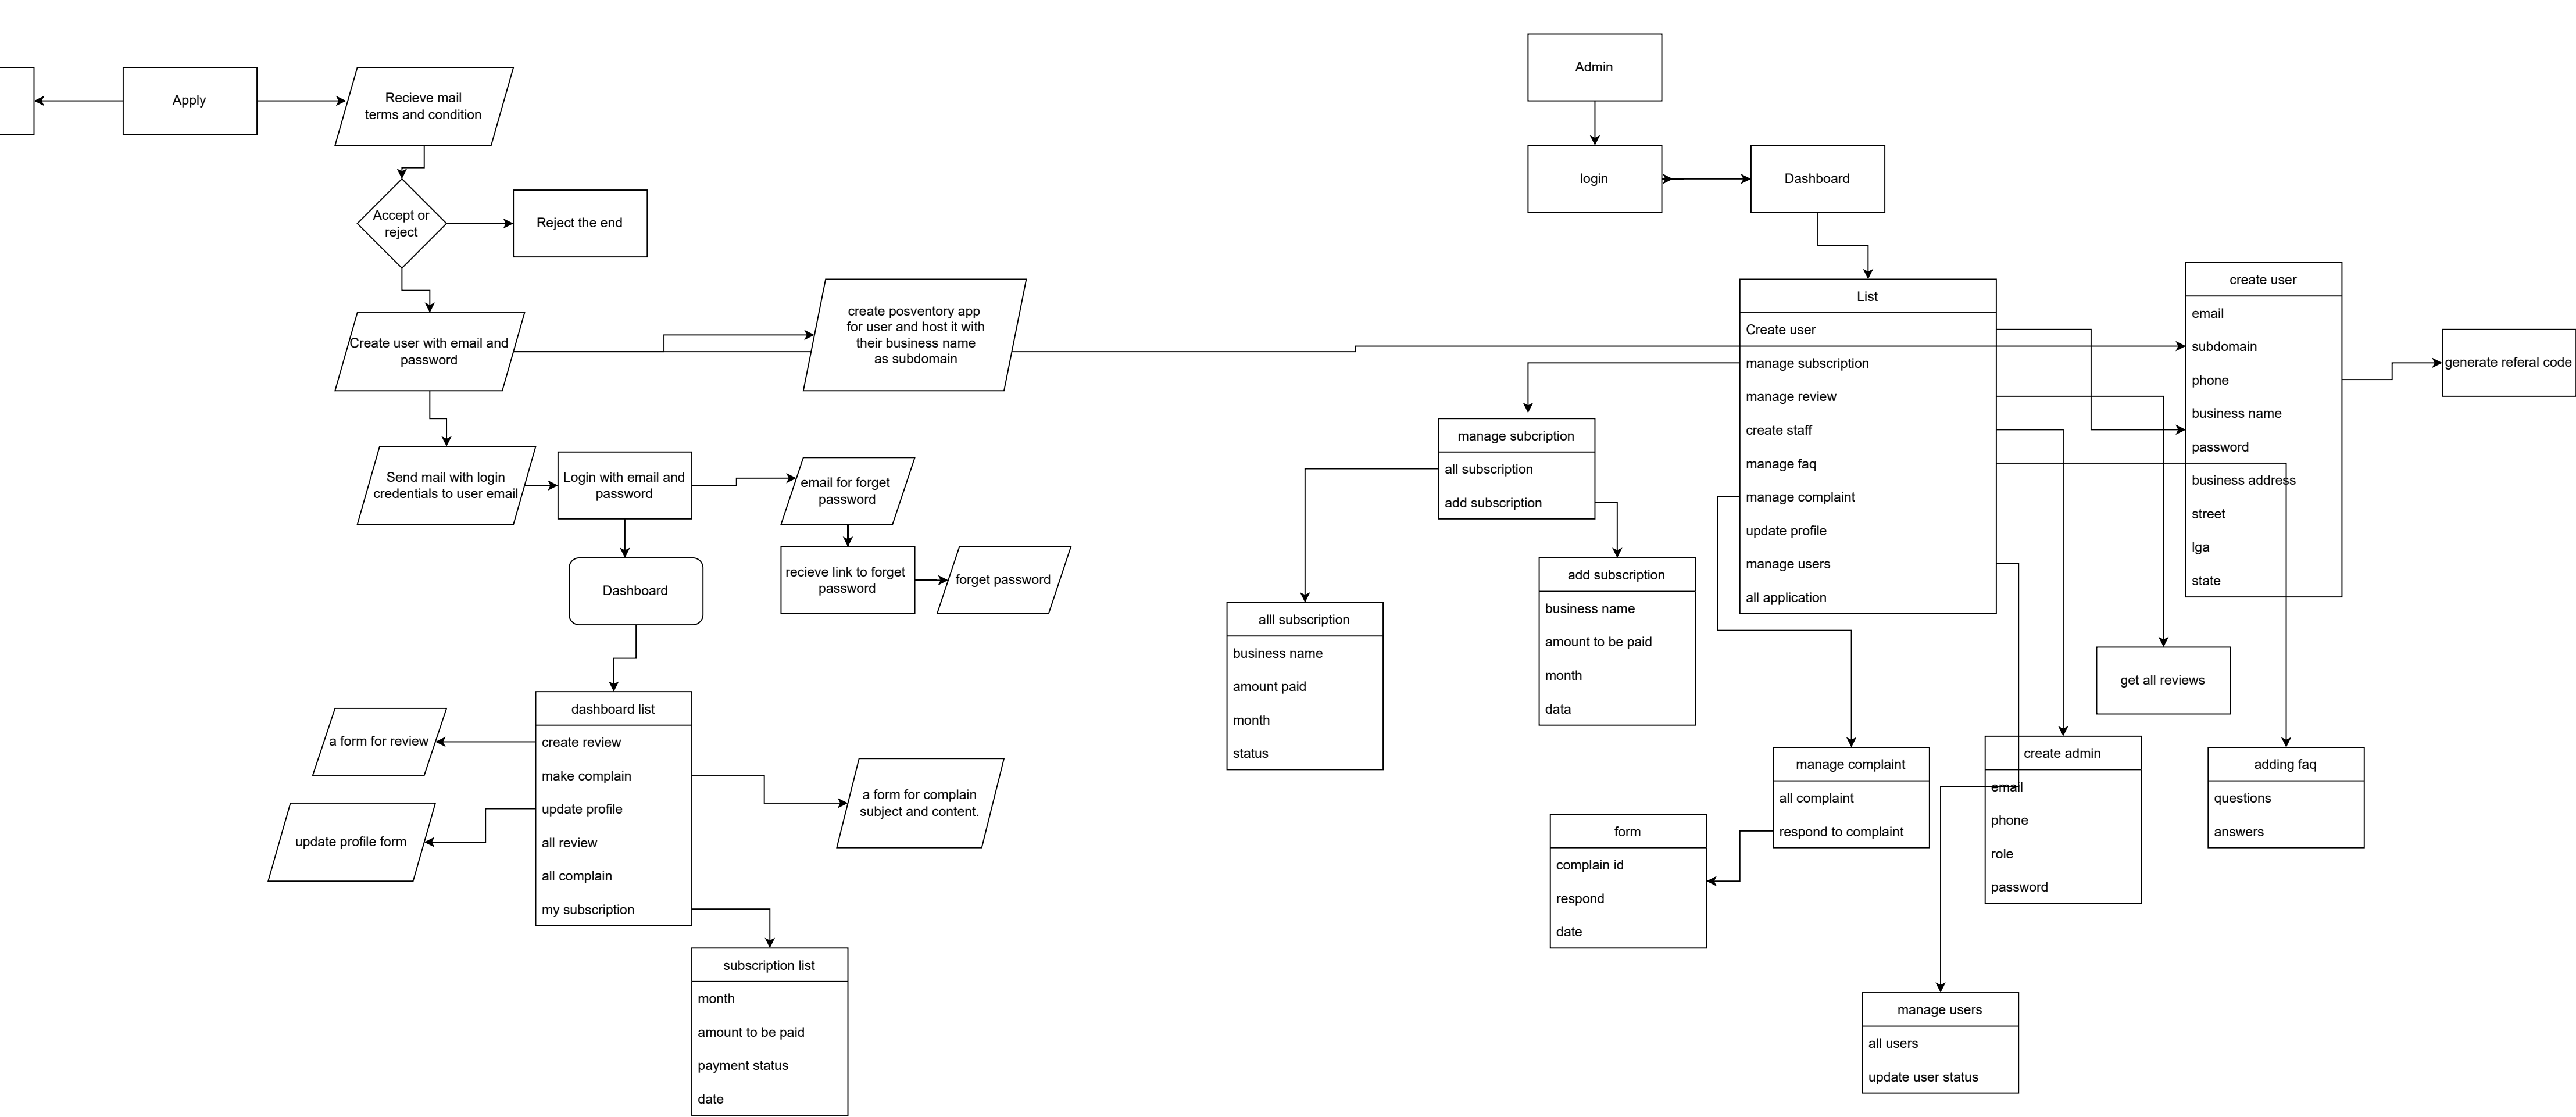 Apply
Recieve mail
terms and condition
Accept or
reject
Reject the end
Create user with email and
password
create posventory app
for user and host it with
their business name
as subdomain
Send mail with login
credentials to user email
Login with email and
password
email for forget
password
recieve link to forget
password
forget password
Dashboard
dashboard list
create review
make complain
update profile
all review
all complain
my subscription
a form for review
update profile form
a form for complain
subject and content.
subscription list
month
amount to be paid
payment status
date
Admin
login
Dashboard
List
Create user
manage subscription
manage review
create staff
manage faq
manage complaint
update profile
manage users
all application
create user
email
subdomain
phone
business name
password
business address
street
lga
state
generate referal code
manage subcription
all subscription
add subscription
alll subscription
business name
amount paid
month
status
add subscription
business name
amount to be paid
month
data
get all reviews
manage complaint
all complaint
respond to complaint
form
complain id
respond
date
create admin
email
phone
role
password
adding faq
questions
answers
manage users
all users
update user status